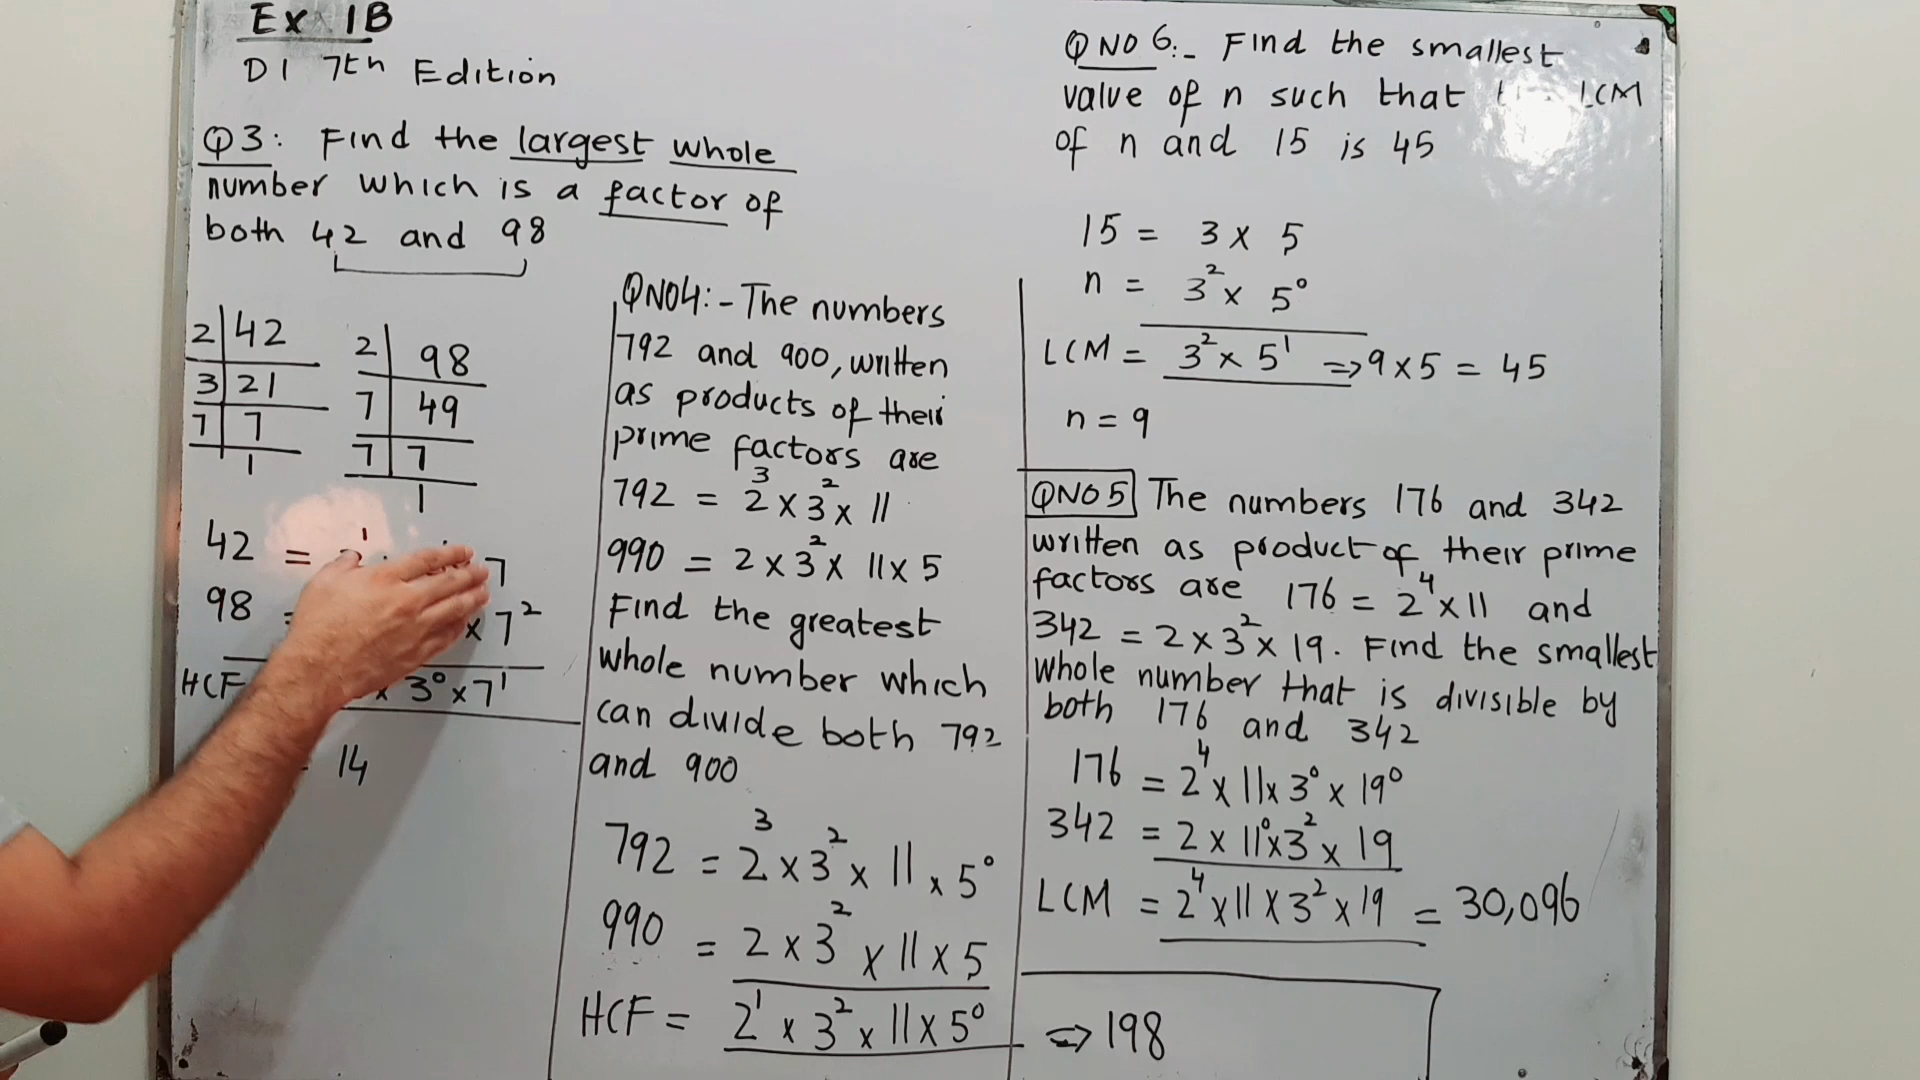 Ex 1B
D1 7th Edition
Q3: Find the largest whole
number which is a factor of
both 42 and 98
2 42
3 21
7 7
1
2 98
7 49
7 7
1
42 = 7
98 = x 7²
HCF x 3⁰ x 7¹
= 14
QNO4:- The numbers
792 and 900, written
as products of their
prime factors are
792 = 2³ x 3² x 11
990 = 2 x 3² x 11 x 5
Find the greatest
whole number which
can divide both 792
and 900
792 = 2³ x 3² x 11 x 5⁰
990 = 2 x 3² x 11 x 5
HCF = 2¹ x 3² x 11 x 5⁰ => 198
QNO 6:- Find the smallest
value of n such that LCM
of n and 15 is 45
15 = 3 x 5
n = 3² x 5⁰
LCM = 3² x 5¹ => 9 x 5 = 45
n = 9
QNO 5 The numbers 176 and 342
written as product of their prime
factors are 176 = 2⁴ x 11 and
342 = 2 x 3² x 19. Find the smallest
whole number that is divisible by
both 176 and 342
176 = 2⁴ x 11 x 3⁰ x 19⁰
342 = 2 x 11⁰ x 3² x 19
LCM = 2⁴ x 11 x 3² x 19 = 30,096